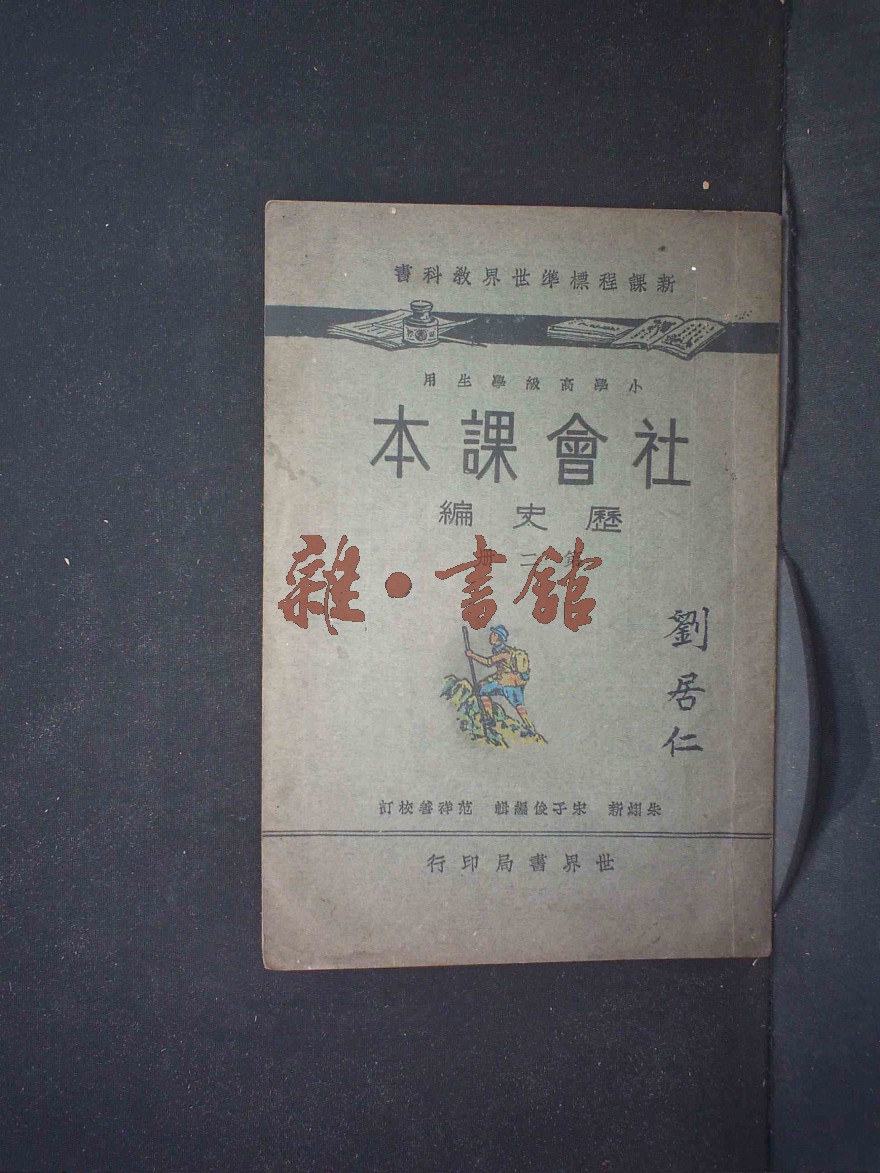 新課程標準世界教科書
小學高級學生用
社會課本
歷史編
第三冊
雜·書館
劉居仁
朱翊新 宋子俊編輯 范祥善校訂
世界書局印行